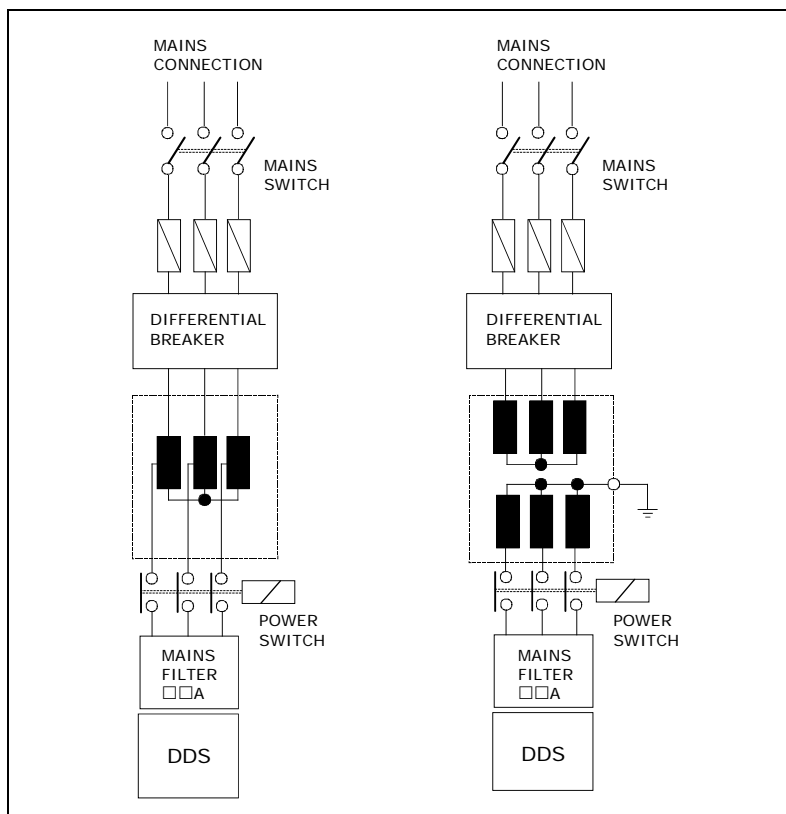 MAINS
CONNECTION
MAINS
SWITCH
DIFFERENTIAL
BREAKER
POWER
SWITCH
MAINS
FILTER
□□A
DDS
MAINS
CONNECTION
MAINS
SWITCH
DIFFERENTIAL
BREAKER
POWER
SWITCH
MAINS
FILTER
□□A
DDS